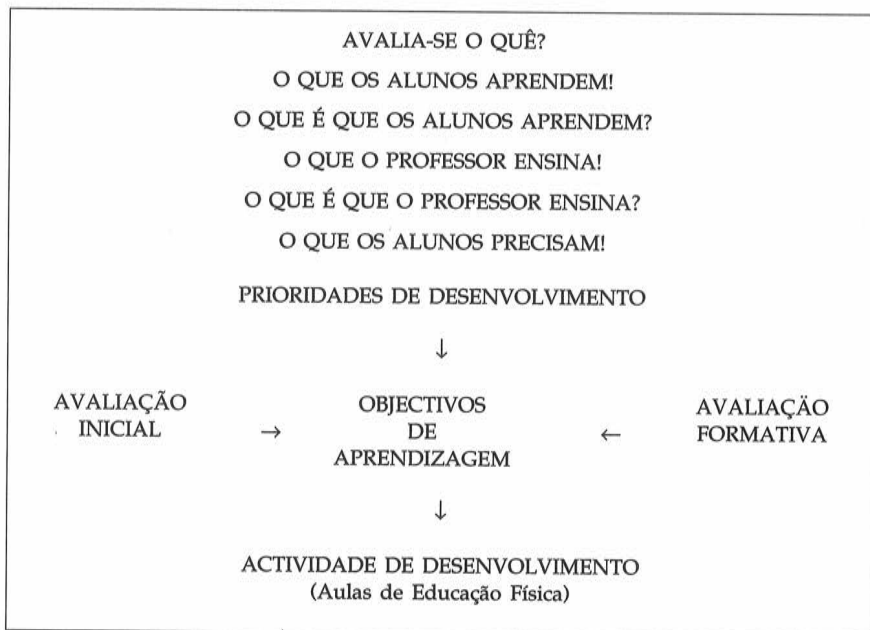 AVALIA-SE O QUÊ?
O QUE OS ALUNOS APRENDEM!
O QUE É QUE OS ALUNOS APRENDEM?
O QUE O PROFESSOR ENSINA!
O QUE É QUE O PROFESSOR ENSINA?
O QUE OS ALUNOS PRECISAM!
PRIORIDADES DE DESENVOLVIMENTO
↓
AVALIAÇÃO
INICIAL
→
OBJECTIVOS
DE
APRENDIZAGEM
←
AVALIAÇÄO
FORMATIVA
↓
ACTIVIDADE DE DESENVOLVIMENTO
(Aulas de Educação Física)